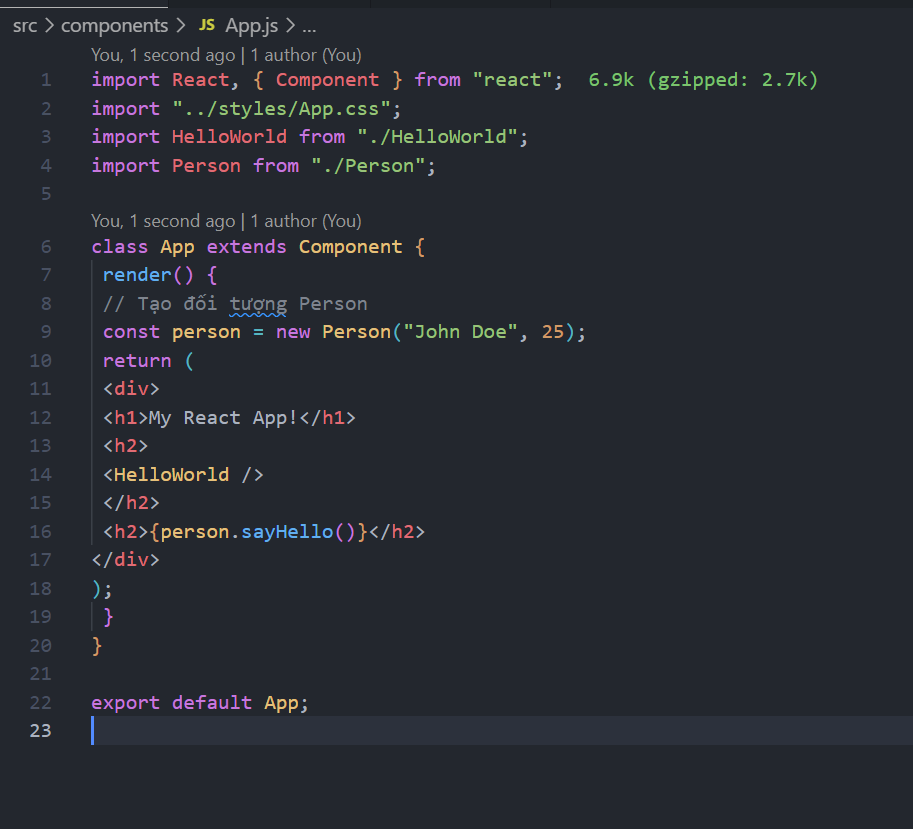 src > components > JS App.js > ...
You, 1 second ago | 1 author (You)
1 import React, { Component } from "react"; 6.9k (gzipped: 2.7k)
2 import "../styles/App.css";
3 import HelloWorld from "./HelloWorld";
4 import Person from "./Person";
5
You, 1 second ago | 1 author (You)
6 class App extends Component {
7 render() {
8 // Tạo đối tượng Person
9 const person = new Person("John Doe", 25);
10 return (
11 <div>
12 <h1>My React App!</h1>
13 <h2>
14 <HelloWorld />
15 </h2>
16 <h2>{person.sayHello()}</h2>
17 </div>
18 );
19 }
20 }
21
22 export default App;
23